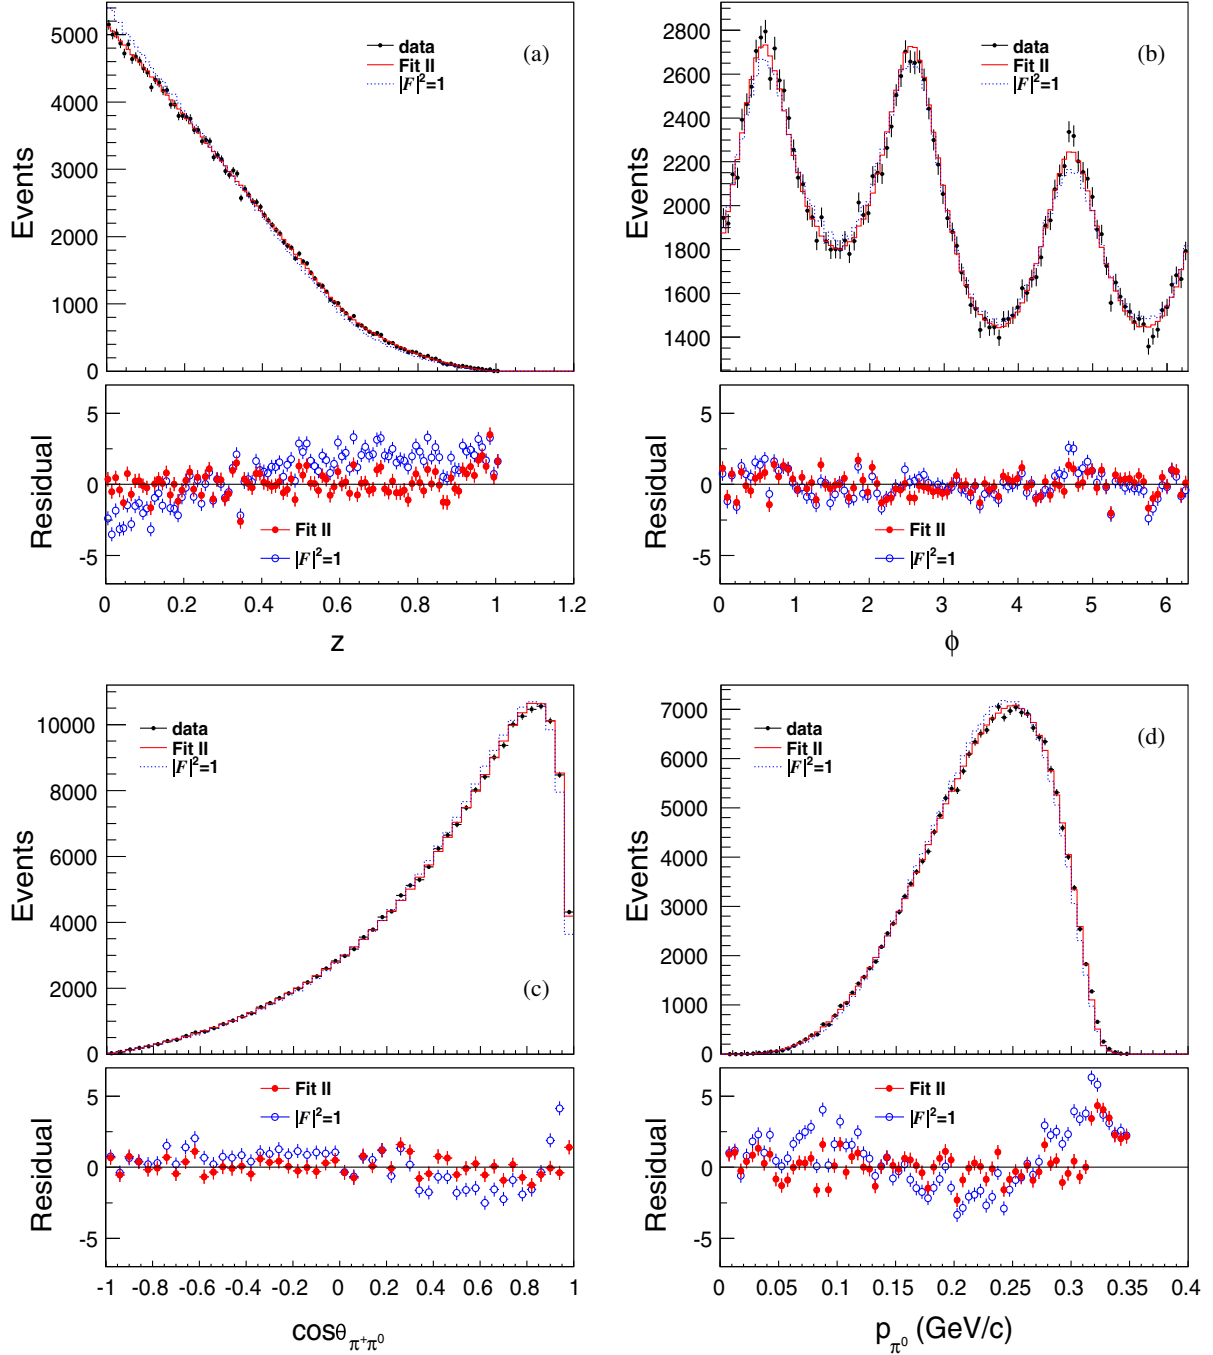 5000
4000
3000
2000
1000
0
Events
data
Fit II
|F|²=1
(a)
5
0
-5
Residual
Fit II
|F|²=1
0 0.2 0.4 0.6 0.8 1 1.2
z
2800
2600
2400
2200
2000
1800
1600
1400
Events
data
Fit II
|F|²=1
(b)
5
0
-5
Residual
Fit II
|F|²=1
0 1 2 3 4 5 6
ϕ
10000
8000
6000
4000
2000
0
Events
data
Fit II
|F|²=1
(c)
5
0
-5
Residual
Fit II
|F|²=1
-1 -0.8 -0.6 -0.4 -0.2 0 0.2 0.4 0.6 0.8 1
cosθ_π⁺π⁰
7000
6000
5000
4000
3000
2000
1000
0
Events
data
Fit II
|F|²=1
(d)
5
0
-5
Residual
Fit II
|F|²=1
0 0.05 0.1 0.15 0.2 0.25 0.3 0.35 0.4
p_π⁰ (GeV/c)